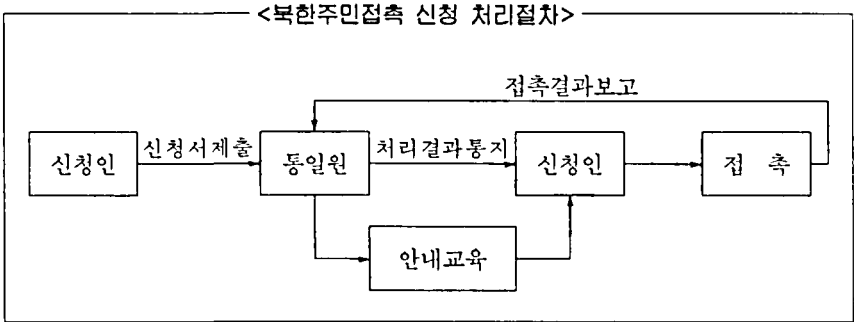 <북한주민접촉 신청 처리절차>
접촉결과보고
신청인 신청서제출 통일원 처리결과통지 신청인 접 촉
안내교육